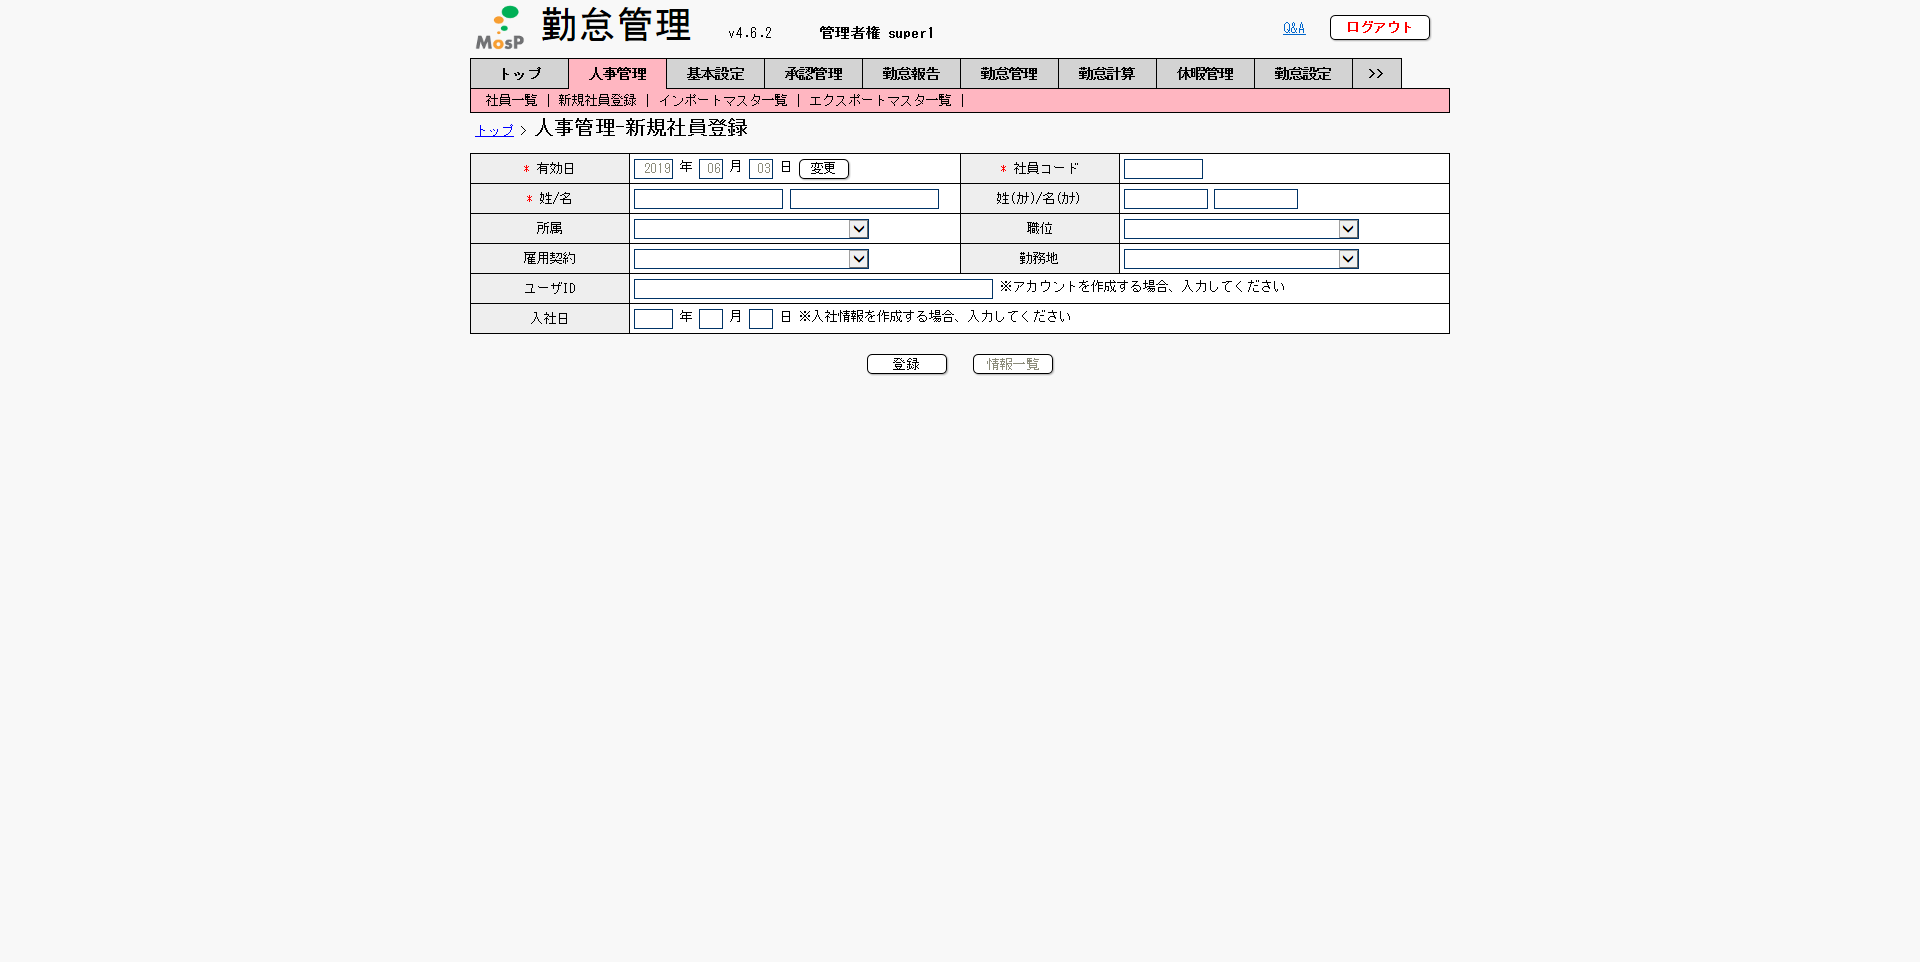 MosP 勤怠管理 v4.6.2 管理者権 super1 Q&A ログアウト
トップ 人事管理 基本設定 承認管理 勤怠報告 勤怠管理 勤怠計算 休暇管理 勤怠設定 >>
社員一覧 | 新規社員登録 | インポートマスタ一覧 | エクスポートマスタ一覧 |
トップ > 人事管理-新規社員登録
* 有効日 2019 年 06 月 03 日 変更 * 社員コード
* 姓/名 姓(ｶﾅ)/名(ｶﾅ)
所属 職位
雇用契約 勤務地
ユーザID ※アカウントを作成する場合、入力してください
入社日 年 月 日 ※入社情報を作成する場合、入力してください
登録 情報一覧